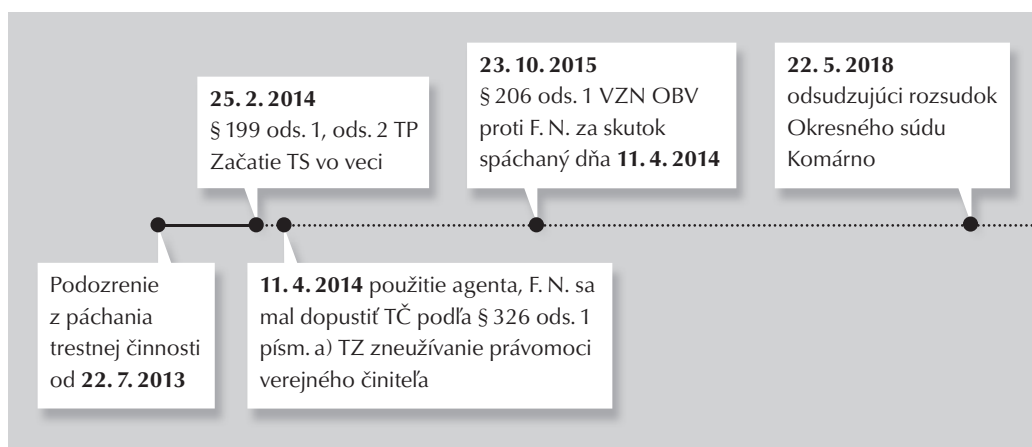 25. 2. 2014
§ 199 ods. 1, ods. 2 TP
Začatie TS vo veci
23. 10. 2015
§ 206 ods. 1 VZN OBV
proti F. N. za skutok
spáchaný dňa 11. 4. 2014
22. 5. 2018
odsudzujúci rozsudok
Okresného súdu
Komárno
Podozrenie
z páchania
trestnej činnosti
od 22. 7. 2013
11. 4. 2014 použitie agenta, F. N. sa
mal dopustiť TČ podľa § 326 ods. 1
písm. a) TZ zneužívanie právomoci
verejného činiteľa